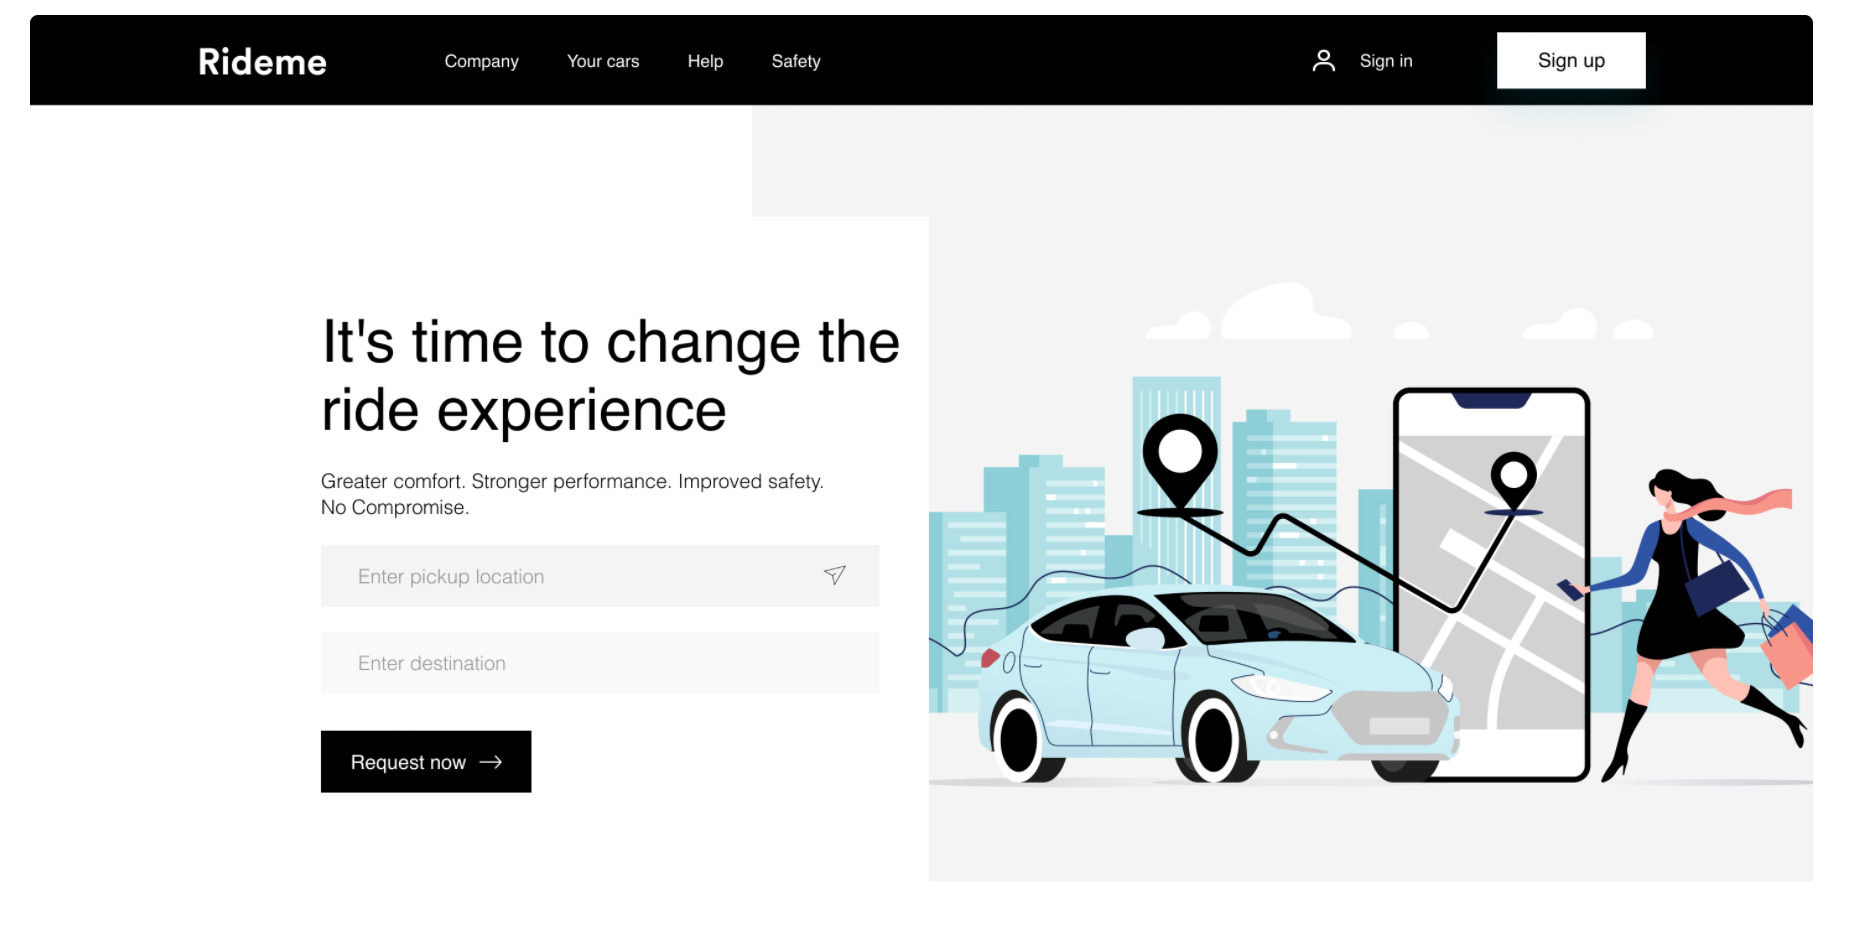 Rideme
Company
Your cars
Help
Safety
Sign in
Sign up
It's time to change the
ride experience
Greater comfort. Stronger performance. Improved safety.
No Compromise.
Enter pickup location
Enter destination
Request now